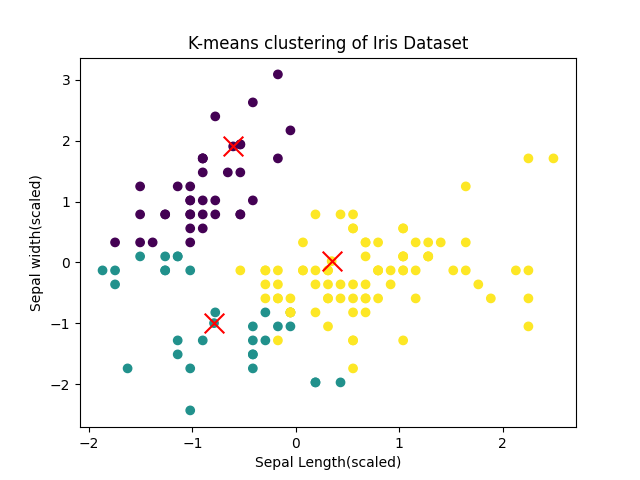 K-means clustering of Iris Dataset
3
2
1
0
−1
−2
Sepal width(scaled)
−2 −1 0 1 2
Sepal Length(scaled)